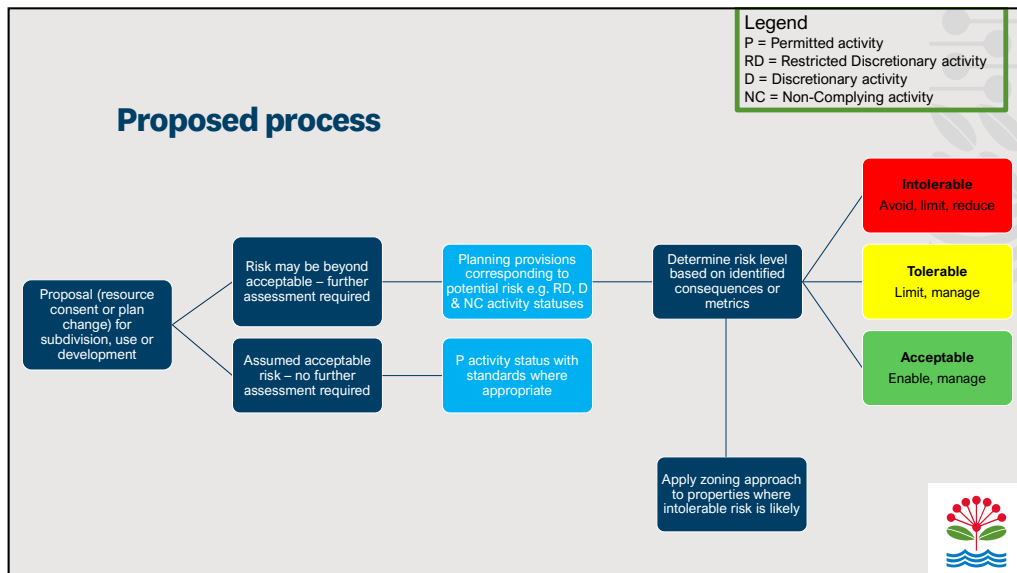 Legend
P = Permitted activity
RD = Restricted Discretionary activity
D = Discretionary activity
NC = Non-Complying activity
Proposed process
Proposal (resource
consent or plan
change) for
subdivision, use or
development
Risk may be beyond
acceptable – further
assessment required
Assumed acceptable
risk – no further
assessment required
Planning provisions
corresponding to
potential risk e.g. RD, D
& NC activity statuses
P activity status with
standards where
appropriate
Determine risk level
based on identified
consequences or
metrics
Apply zoning approach
to properties where
intolerable risk is likely
Intolerable
Avoid, limit, reduce
Tolerable
Limit, manage
Acceptable
Enable, manage